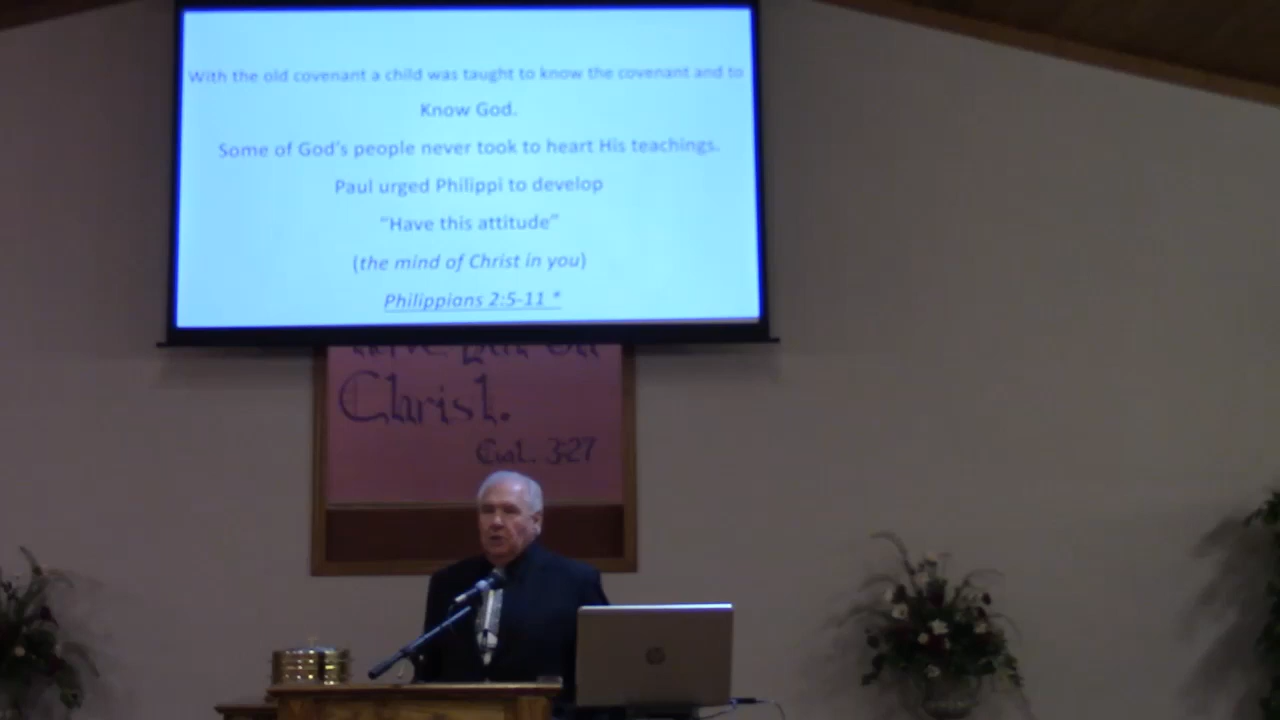 With the old covenant a child was taught to know the covenant and to
Know God.
Some of God's people never took to heart His teachings.
Paul urged Philippi to develop
“Have this attitude”
(the mind of Christ in you)
Philippians 2:5-11 *
Christ.
Gal. 3:27
hp